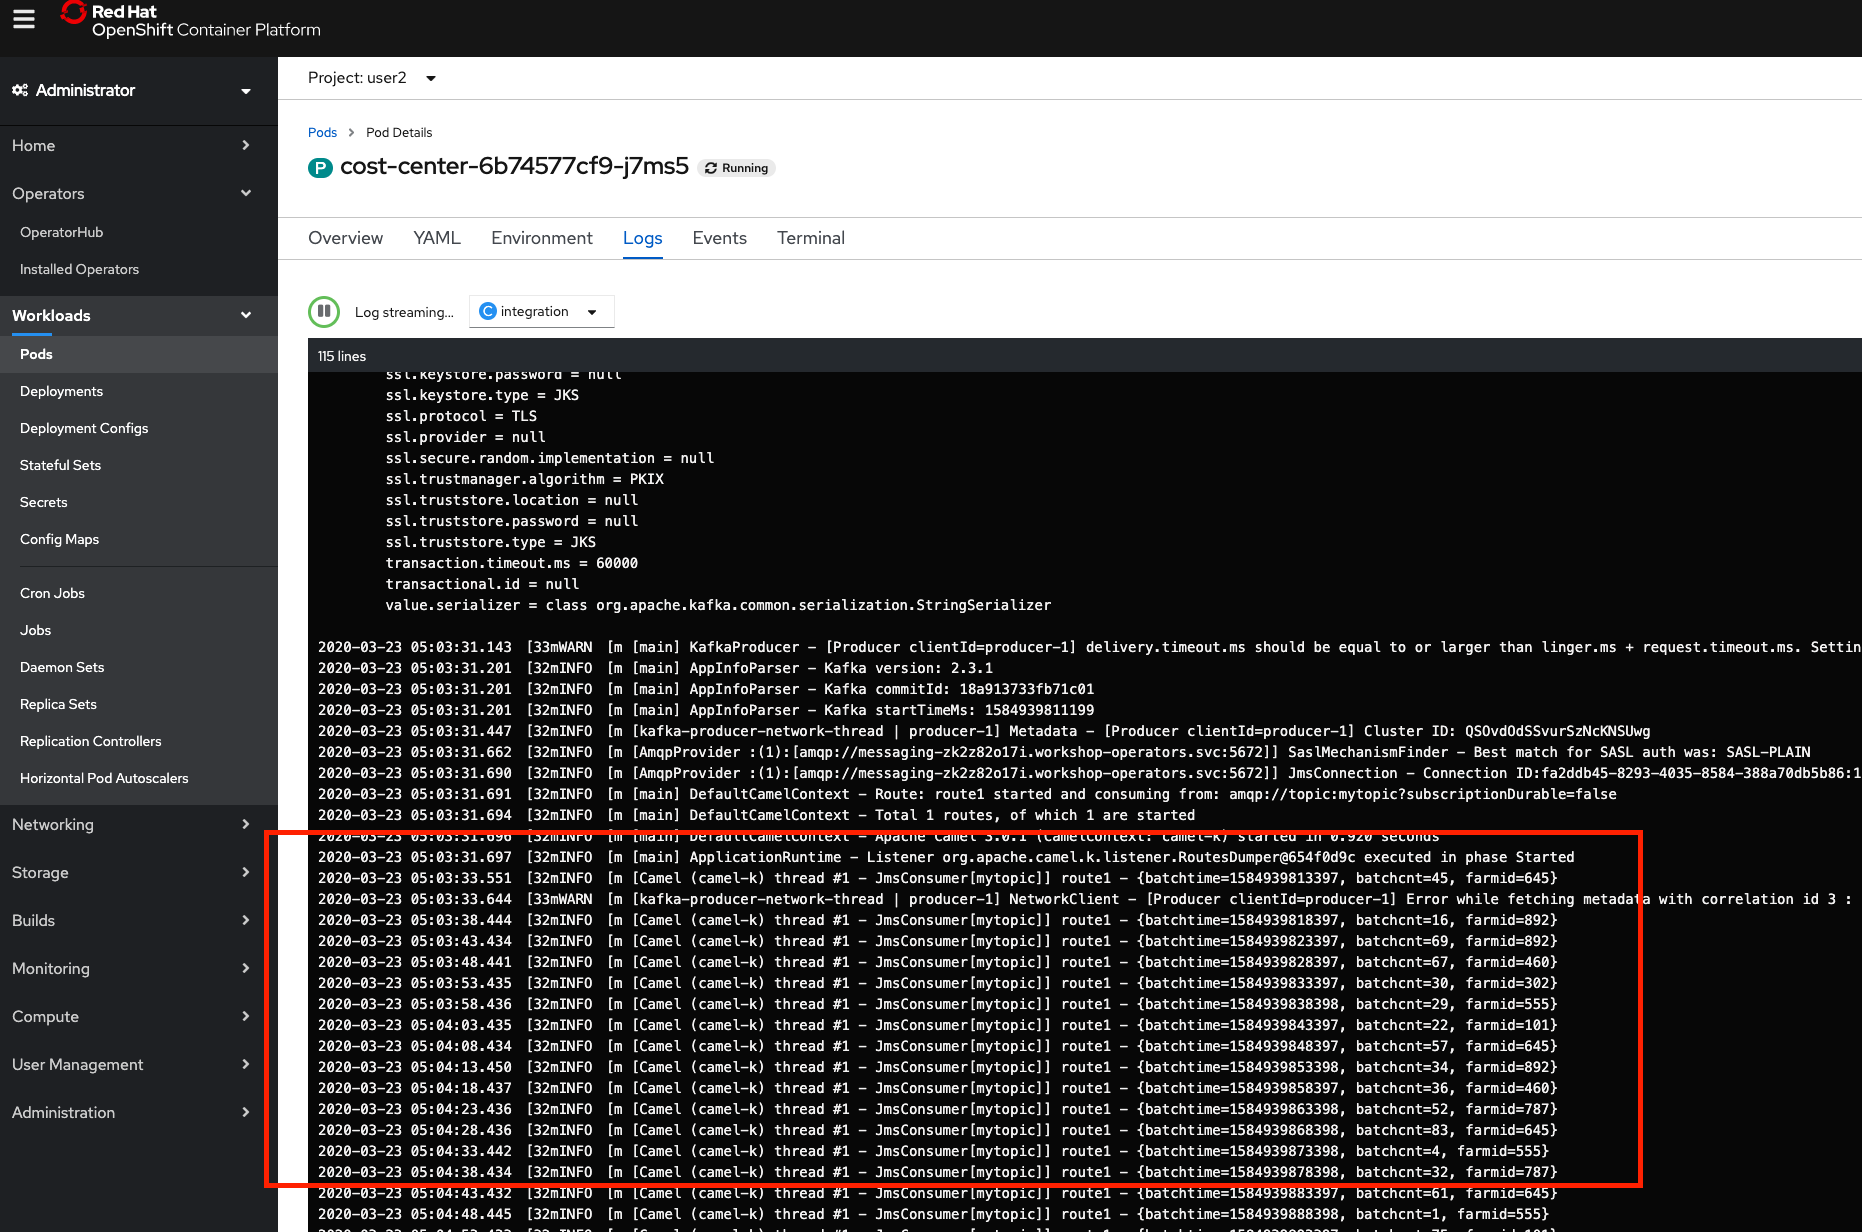 Red Hat
OpenShift Container Platform
Administrator
Home
Operators
OperatorHub
Installed Operators
Workloads
Pods
Deployments
Deployment Configs
Stateful Sets
Secrets
Config Maps
Cron Jobs
Jobs
Daemon Sets
Replica Sets
Replication Controllers
Horizontal Pod Autoscalers
Networking
Storage
Builds
Monitoring
Compute
User Management
Administration
Project: user2
Pods > Pod Details
P cost-center-6b74577cf9-j7ms5 Running
Overview YAML Environment Logs Events Terminal
Log streaming... C integration
115 lines
ssl.keystore.password = null
ssl.keystore.type = JKS
ssl.protocol = TLS
ssl.provider = null
ssl.secure.random.implementation = null
ssl.trustmanager.algorithm = PKIX
ssl.truststore.location = null
ssl.truststore.password = null
ssl.truststore.type = JKS
transaction.timeout.ms = 60000
transactional.id = null
value.serializer = class org.apache.kafka.common.serialization.StringSerializer
2020-03-23 05:03:31.143 [33mWARN [m [main] KafkaProducer - [Producer clientId=producer-1] delivery.timeout.ms should be equal to or larger than linger.ms + request.timeout.ms. Settin
2020-03-23 05:03:31.201 [32mINFO [m [main] AppInfoParser - Kafka version: 2.3.1
2020-03-23 05:03:31.201 [32mINFO [m [main] AppInfoParser - Kafka commitId: 18a913733fb71c01
2020-03-23 05:03:31.201 [32mINFO [m [main] AppInfoParser - Kafka startTimeMs: 1584939811199
2020-03-23 05:03:31.447 [32mINFO [m [kafka-producer-network-thread | producer-1] Metadata - [Producer clientId=producer-1] Cluster ID: QSOvdOdSSvurSzNcKNSUwg
2020-03-23 05:03:31.662 [32mINFO [m [AmqpProvider :(1):[amqp://messaging-zk2z82o17i.workshop-operators.svc:5672]] SaslMechanismFinder - Best match for SASL auth was: SASL-PLAIN
2020-03-23 05:03:31.690 [32mINFO [m [AmqpProvider :(1):[amqp://messaging-zk2z82o17i.workshop-operators.svc:5672]] JmsConnection - Connection ID:fa2ddb45-8293-4035-8584-388a70db5b86:1
2020-03-23 05:03:31.691 [32mINFO [m [main] DefaultCamelContext - Route: route1 started and consuming from: amqp://topic:mytopic?subscriptionDurable=false
2020-03-23 05:03:31.694 [32mINFO [m [main] DefaultCamelContext - Total 1 routes, of which 1 are started
2020-03-23 05:03:31.696 [32mINFO [m [main] DefaultCamelContext - Apache Camel 3.0.1 (CamelContext: camel-k) started in 0.920 seconds
2020-03-23 05:03:31.697 [32mINFO [m [main] ApplicationRuntime - Listener org.apache.camel.k.listener.RoutesDumper@654f0d9c executed in phase Started
2020-03-23 05:03:33.551 [32mINFO [m [Camel (camel-k) thread #1 - JmsConsumer[mytopic]] route1 - {batchtime=1584939813397, batchcnt=45, farmid=645}
2020-03-23 05:03:33.644 [33mWARN [m [kafka-producer-network-thread | producer-1] NetworkClient - [Producer clientId=producer-1] Error while fetching metadata with correlation id 3 :
2020-03-23 05:03:38.444 [32mINFO [m [Camel (camel-k) thread #1 - JmsConsumer[mytopic]] route1 - {batchtime=1584939818397, batchcnt=16, farmid=892}
2020-03-23 05:03:43.434 [32mINFO [m [Camel (camel-k) thread #1 - JmsConsumer[mytopic]] route1 - {batchtime=1584939823397, batchcnt=69, farmid=892}
2020-03-23 05:03:48.441 [32mINFO [m [Camel (camel-k) thread #1 - JmsConsumer[mytopic]] route1 - {batchtime=1584939828397, batchcnt=67, farmid=460}
2020-03-23 05:03:53.435 [32mINFO [m [Camel (camel-k) thread #1 - JmsConsumer[mytopic]] route1 - {batchtime=1584939833397, batchcnt=30, farmid=302}
2020-03-23 05:03:58.436 [32mINFO [m [Camel (camel-k) thread #1 - JmsConsumer[mytopic]] route1 - {batchtime=1584939838398, batchcnt=29, farmid=555}
2020-03-23 05:04:03.435 [32mINFO [m [Camel (camel-k) thread #1 - JmsConsumer[mytopic]] route1 - {batchtime=1584939843397, batchcnt=22, farmid=101}
2020-03-23 05:04:08.434 [32mINFO [m [Camel (camel-k) thread #1 - JmsConsumer[mytopic]] route1 - {batchtime=1584939848397, batchcnt=57, farmid=645}
2020-03-23 05:04:13.450 [32mINFO [m [Camel (camel-k) thread #1 - JmsConsumer[mytopic]] route1 - {batchtime=1584939853398, batchcnt=34, farmid=892}
2020-03-23 05:04:18.437 [32mINFO [m [Camel (camel-k) thread #1 - JmsConsumer[mytopic]] route1 - {batchtime=1584939858397, batchcnt=36, farmid=460}
2020-03-23 05:04:23.436 [32mINFO [m [Camel (camel-k) thread #1 - JmsConsumer[mytopic]] route1 - {batchtime=1584939863398, batchcnt=52, farmid=787}
2020-03-23 05:04:28.436 [32mINFO [m [Camel (camel-k) thread #1 - JmsConsumer[mytopic]] route1 - {batchtime=1584939868398, batchcnt=83, farmid=645}
2020-03-23 05:04:33.442 [32mINFO [m [Camel (camel-k) thread #1 - JmsConsumer[mytopic]] route1 - {batchtime=1584939873398, batchcnt=4, farmid=555}
2020-03-23 05:04:38.434 [32mINFO [m [Camel (camel-k) thread #1 - JmsConsumer[mytopic]] route1 - {batchtime=1584939878398, batchcnt=32, farmid=787}
2020-03-23 05:04:43.432 [32mINFO [m [Camel (camel-k) thread #1 - JmsConsumer[mytopic]] route1 - {batchtime=1584939883397, batchcnt=61, farmid=645}
2020-03-23 05:04:48.445 [32mINFO [m [Camel (camel-k) thread #1 - JmsConsumer[mytopic]] route1 - {batchtime=1584939888398, batchcnt=1, farmid=555}